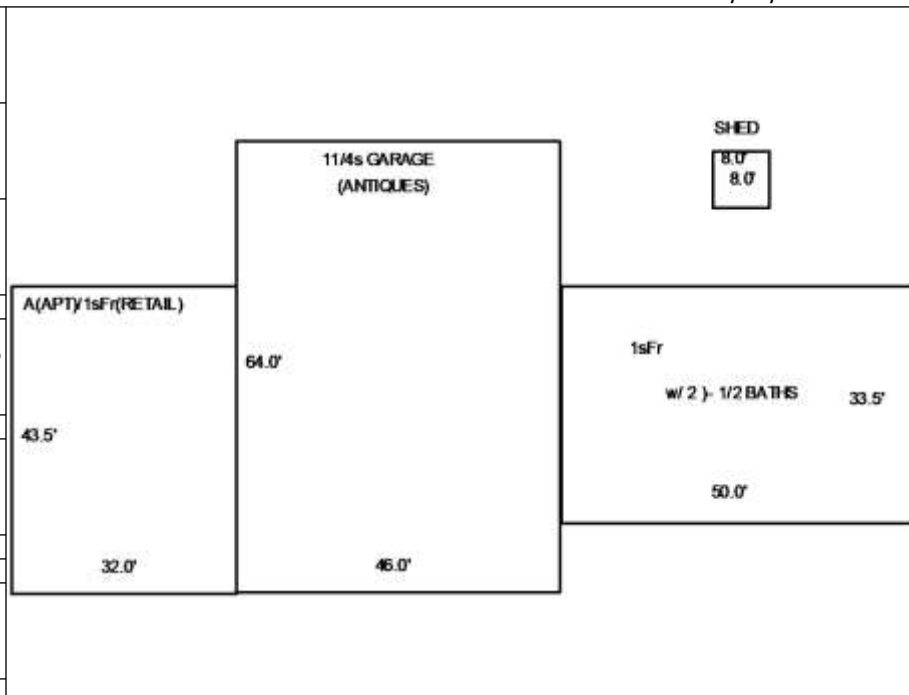 SHED
8.0'
8.0'
11/4s GARAGE
(ANTIQUES)
A(APT)/1sFr(RETAIL)
64.0'
43.5'
32.0'
46.0'
1sFr
w/ 2 )- 1/2 BATHS
33.5'
50.0'